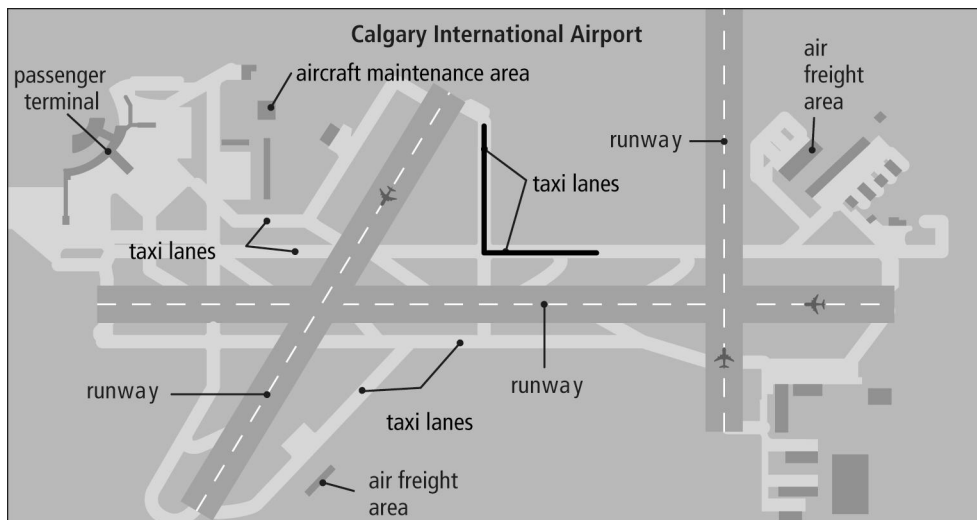 Calgary International Airport
passenger
terminal
aircraft maintenance area
air
freight
area
runway
taxi lanes
taxi lanes
runway
runway
taxi lanes
air freight
area